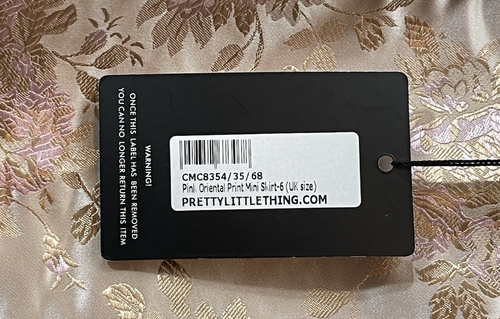 WARNING!
ONCE THIS LABEL HAS BEEN REMOVED
YOU CAN NO LONGER RETURN THIS ITEM
CMC8354/35/68
Pink Oriental Print Mini Skirt-6 (UK size)
PRETTYLITTLETHING.COM